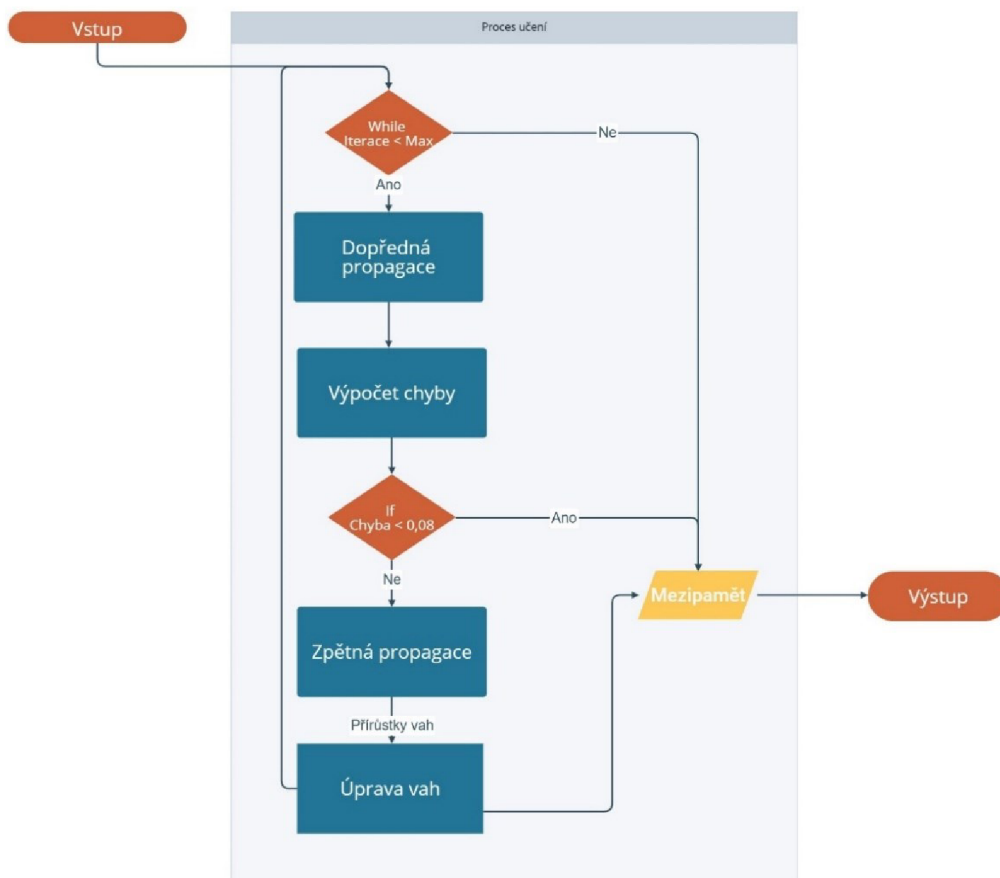 Vstup
Proces učení
While
Iterace < Max
Ne
Ano
Dopředná
propagace
Výpočet chyby
If
Chyba < 0,08
Ano
Ne
Mezipamět
Výstup
Zpětná propagace
Přírůstky vah
Úprava vah